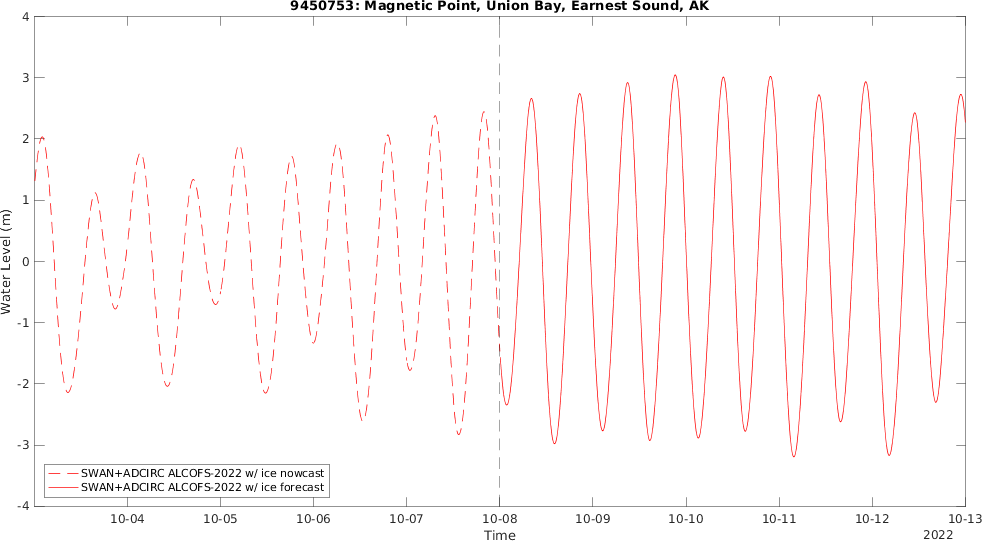 9450753: Magnetic Point, Union Bay, Earnest Sound, AK
4
3
2
1
0
-1
-2
-3
-4
Water Level (m)
SWAN+ADCIRC ALCOFS-2022 w/ ice nowcast
SWAN+ADCIRC ALCOFS-2022 w/ ice forecast
10-04 10-05 10-06 10-07 10-08 10-09 10-10 10-11 10-12 10-13
Time
2022